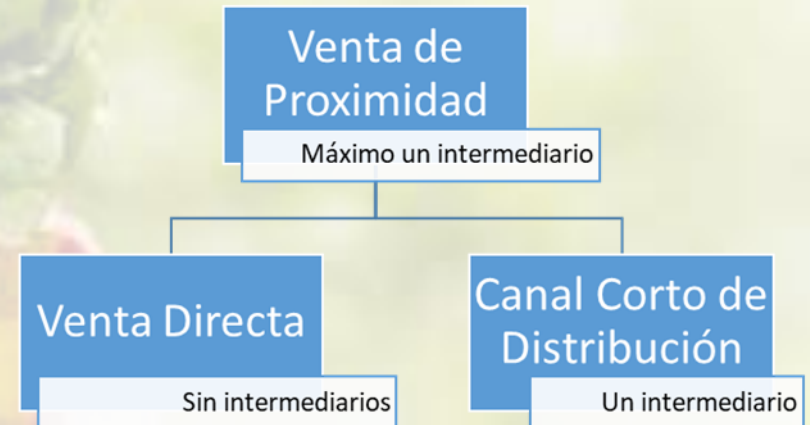 Venta de
Proximidad
Máximo un intermediario
Venta Directa
Sin intermediarios
Canal Corto de
Distribución
Un intermediario